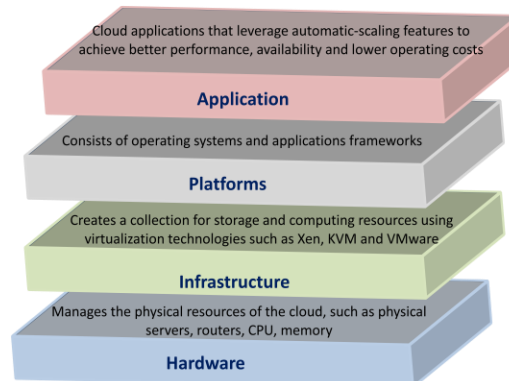 Cloud applications that leverage automatic-scaling features to
achieve better performance, availability and lower operating costs
Application
Consists of operating systems and applications frameworks
Platforms
Creates a collection for storage and computing resources using
virtualization technologies such as Xen, KVM and VMware
Infrastructure
Manages the physical resources of the cloud, such as physical
servers, routers, CPU, memory
Hardware